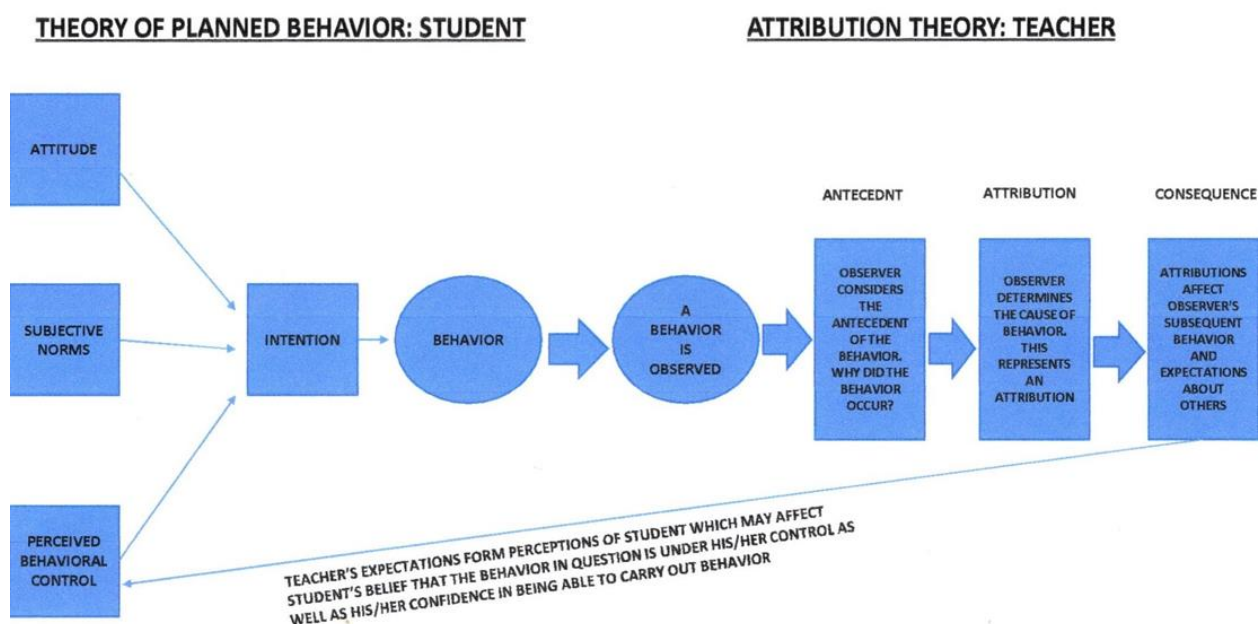 THEORY OF PLANNED BEHAVIOR: STUDENT
ATTRIBUTION THEORY: TEACHER
ATTITUDE
SUBJECTIVE
NORMS
PERCEIVED
BEHAVIORAL
CONTROL
INTENTION
BEHAVIOR
A
BEHAVIOR
IS
OBSERVED
ANTECEDNT
OBSERVER
CONSIDERS
THE
ANTECEDENT
OF THE
BEHAVIOR.
WHY DID THE
BEHAVIOR
OCCUR?
ATTRIBUTION
OBSERVER
DETERMINES
THE CAUSE OF
BEHAVIOR.
THIS
REPRESENTS
AN
ATTRIBUTION
CONSEQUENCE
ATTRIBUTIONS
AFFECT
OBSERVER'S
SUBSEQUENT
BEHAVIOR
AND
EXPECTATIONS
ABOUT
OTHERS
TEACHER'S EXPECTATIONS FORM PERCEPTIONS OF STUDENT WHICH MAY AFFECT
STUDENT'S BELIEF THAT THE BEHAVIOR IN QUESTION IS UNDER HIS/HER CONTROL AS
WELL AS HIS/HER CONFIDENCE IN BEING ABLE TO CARRY OUT BEHAVIOR